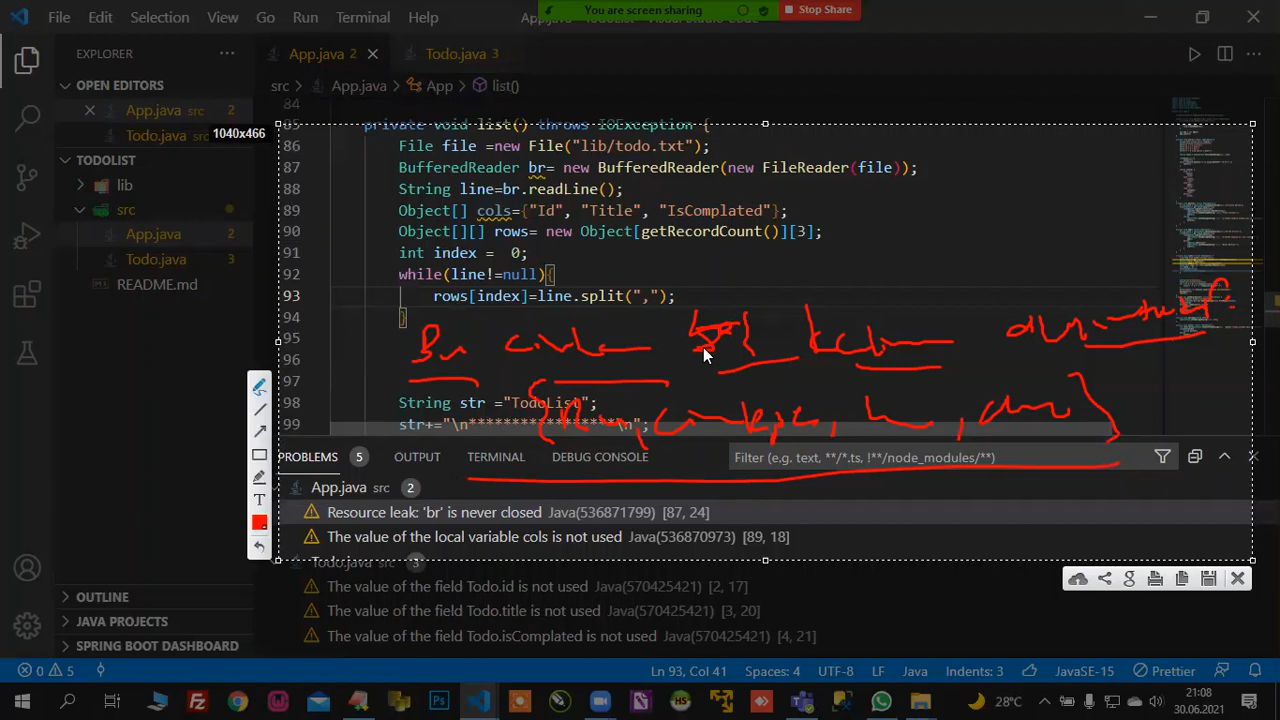 File Edit Selection View Go Run Terminal Help
You are screen sharing
Stop Share
EXPLORER
App.java 2
Todo.java 3
OPEN EDITORS
src > App.java > App > list()
App.java src 2
Todo.java src
1040x466
TODOLIST
lib
src
App.java 2
Todo.java 3
README.md
84
85 private void list() throws IOException {
86 File file =new File("lib/todo.txt");
87 BufferedReader br= new BufferedReader(new FileReader(file));
88 String line=br.readLine();
89 Object[] cols={"Id", "Title", "IsComplated"};
90 Object[][] rows= new Object[getRecordCount()][3];
91 int index = 0;
92 while(line!=null){
93 rows[index]=line.split(",");
94 }
95
96
97
98 String str ="TodoList";
99 str+="\n******************\n";
Bu
PROBLEMS 5 OUTPUT TERMINAL DEBUG CONSOLE
Filter (e.g. text, **/*.ts, !**/node_modules/**)
App.java src 2
Resource leak: 'br' is never closed Java(536871799) [87, 24]
The value of the local variable cols is not used Java(536870973) [89, 18]
Todo.java src 3
The value of the field Todo.id is not used Java(570425421) [2, 17]
The value of the field Todo.title is not used Java(570425421) [3, 20]
The value of the field Todo.isComplated is not used Java(570425421) [4, 21]
OUTLINE
JAVA PROJECTS
SPRING BOOT DASHBOARD
0 5
Ln 93, Col 41 Spaces: 4 UTF-8 LF Java Indents: 3 JavaSE-15 Prettier
28°C
21:08
30.06.2021